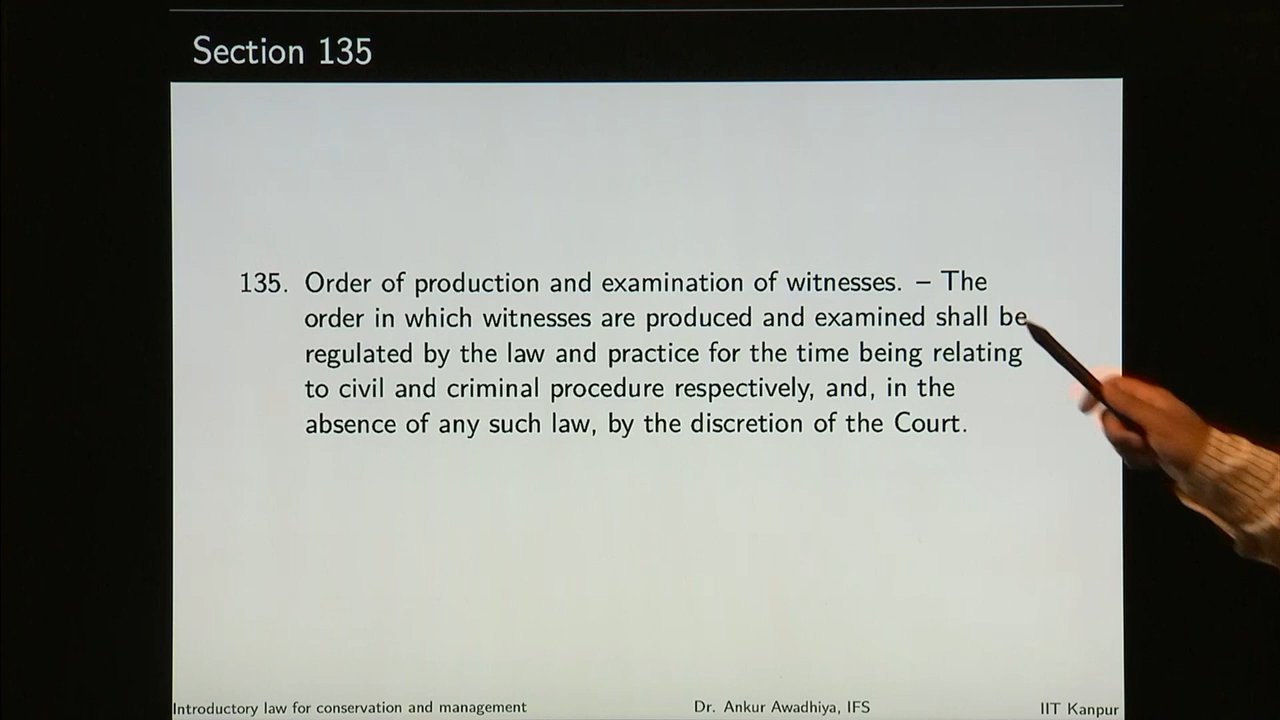 Section 135
135. Order of production and examination of witnesses. – The
order in which witnesses are produced and examined shall be
regulated by the law and practice for the time being relating
to civil and criminal procedure respectively, and, in the
absence of any such law, by the discretion of the Court.
Introductory law for conservation and management Dr. Ankur Awadhiya, IFS IIT Kanpur